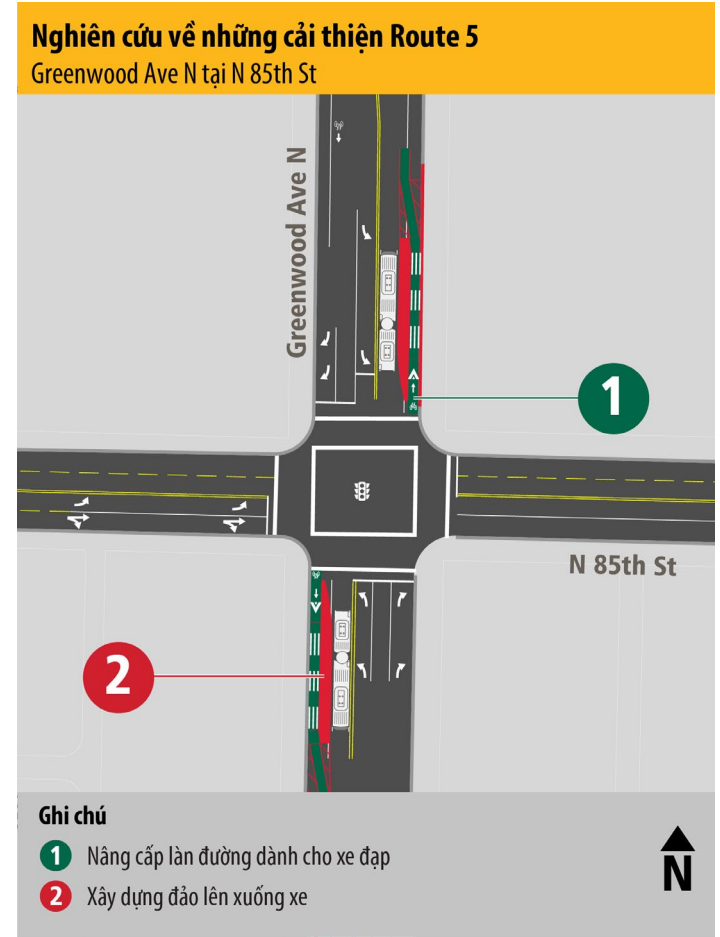 Nghiên cứu về những cải thiện Route 5
Greenwood Ave N tại N 85th St
Greenwood Ave N
1
N 85th St
2
Ghi chú
1 Nâng cấp làn đường dành cho xe đạp
2 Xây dựng đảo lên xuống xe
N